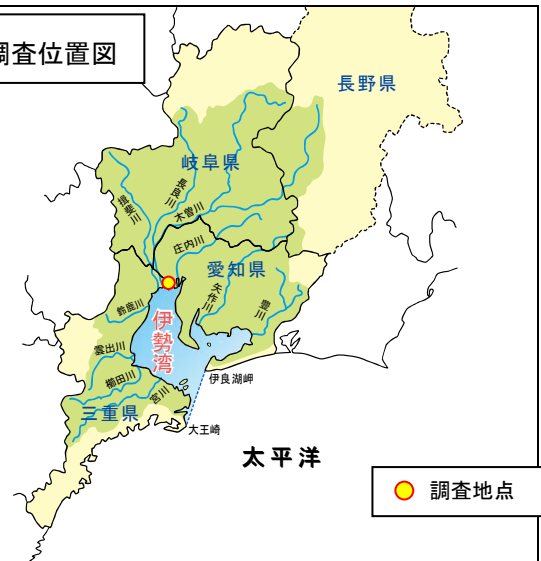 調査位置図
長野県
岐阜県
揖斐川
長良川
木曽川
庄内川
愛知県
矢作川
豊川
鈴鹿川
伊勢湾
雲出川
櫛田川
宮川
三重県
伊良湖岬
大王崎
太平洋
調査地点